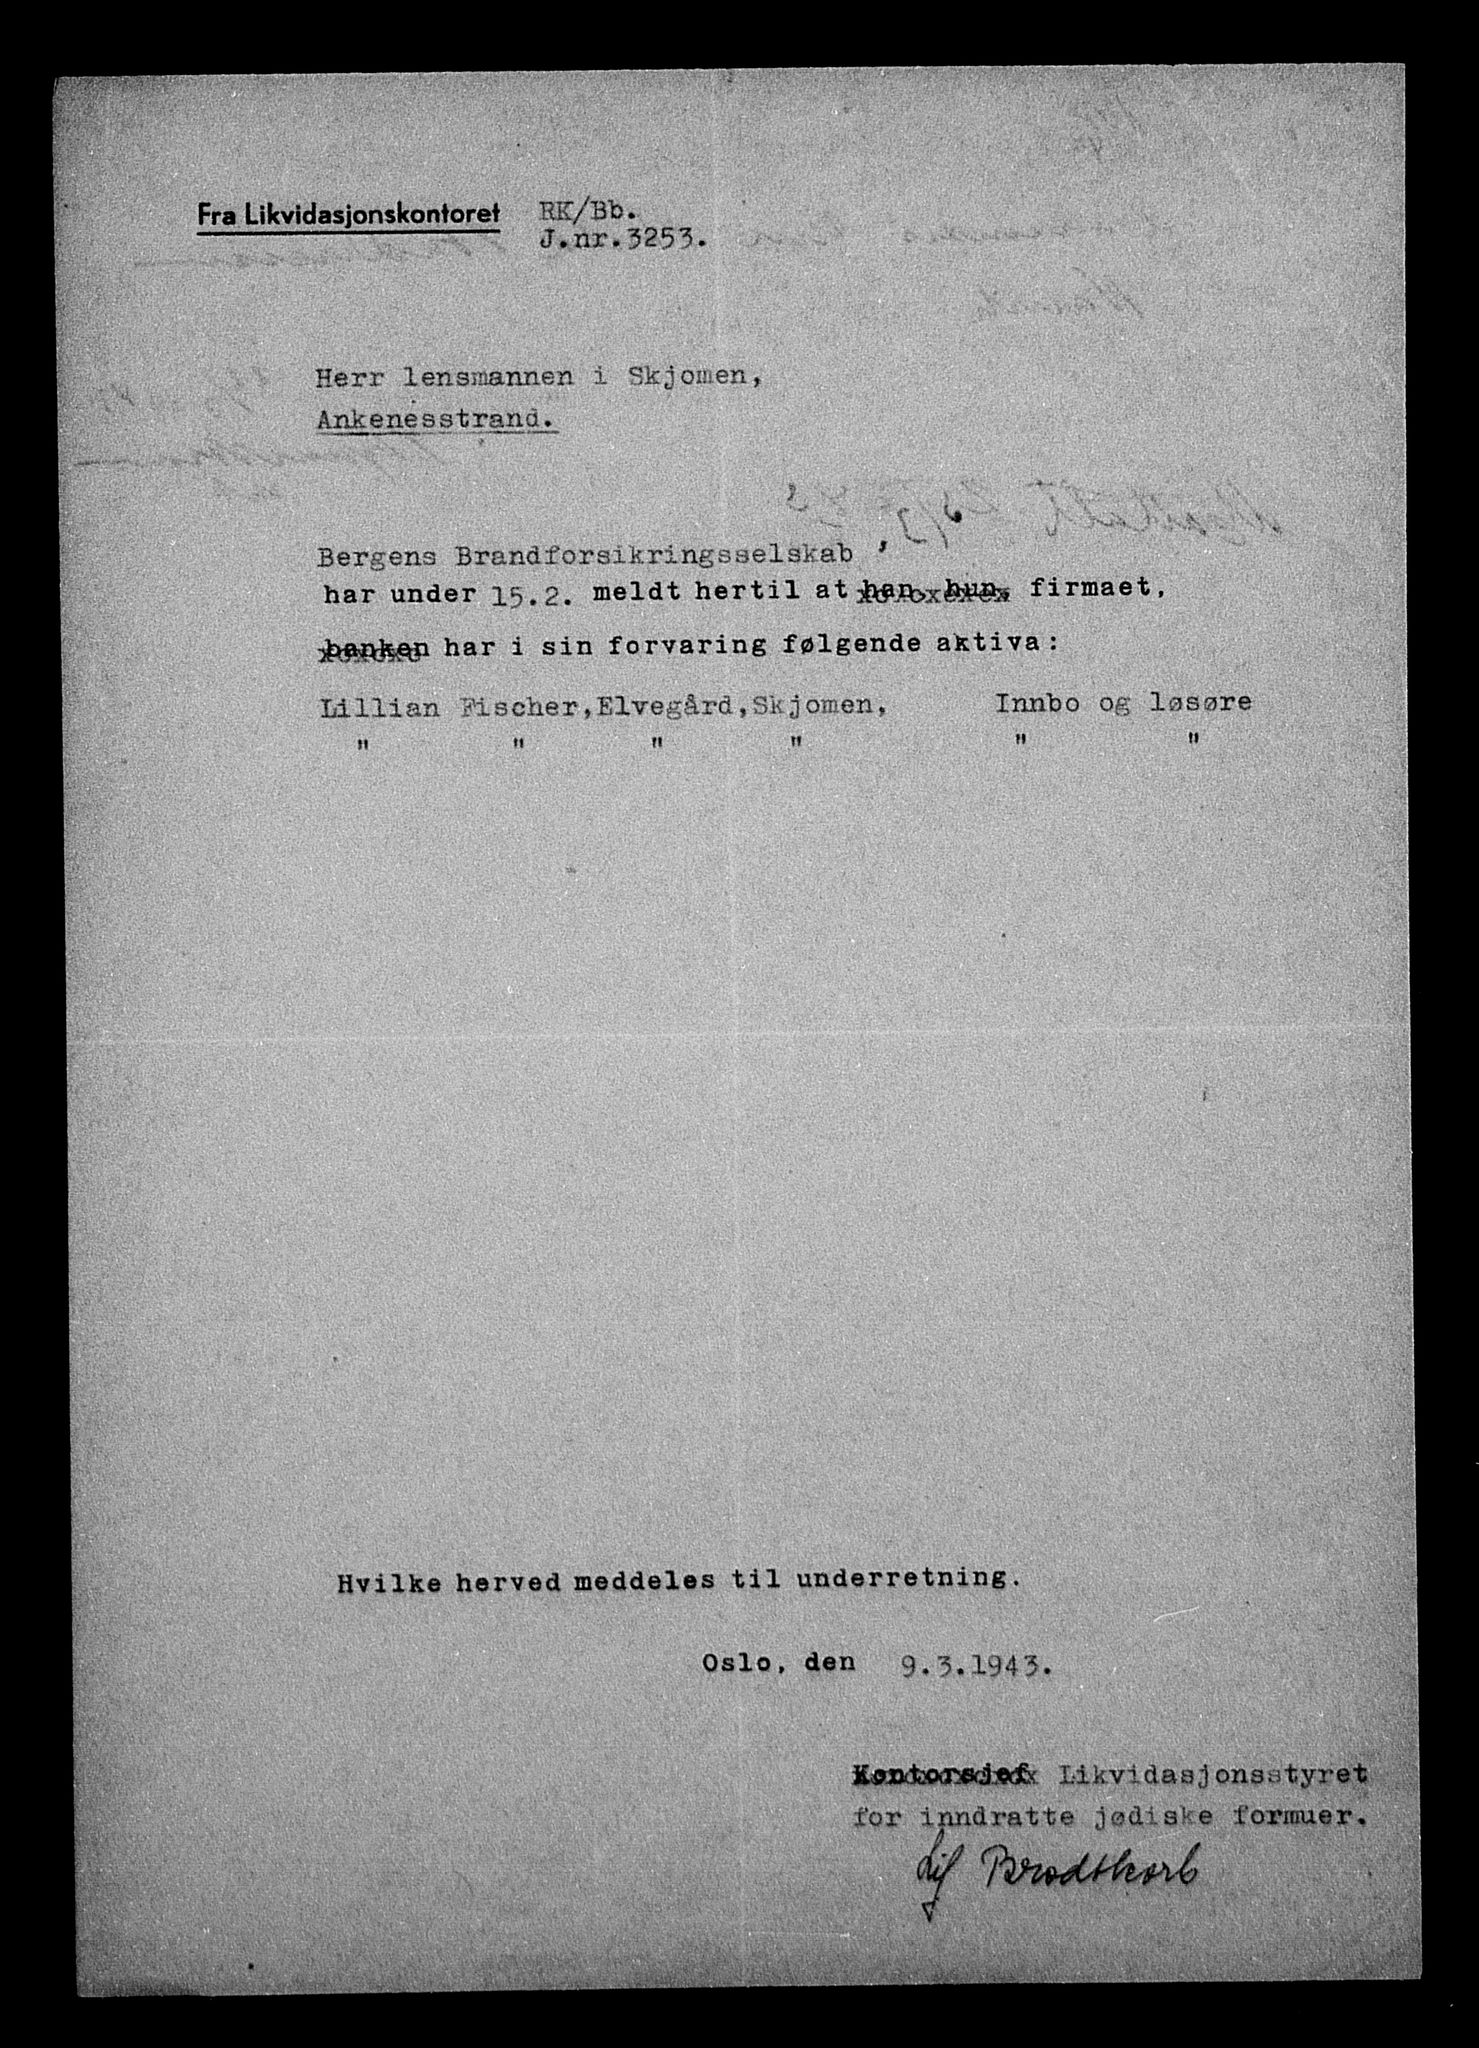 Fra Likvidasjonskontoret RK/Bb.
J.nr.3253.
Herr lensmannen i Skjomen,
Ankenesstrand.
Bergens Brandforsikringsselskab ,
har under 15.2. meldt hertil at han, hun, firmaet,
banken har i sin forvaring følgende aktiva:
Lillian Fischer, Elvegård, Skjomen, Innbo og løsøre
" " " " " "
Hvilke herved meddeles til underretning.
Oslo, den 9.3.1943.
Kontorsjef Likvidasjonsstyret
for inndratte jødiske formuer.
Brodtkorb